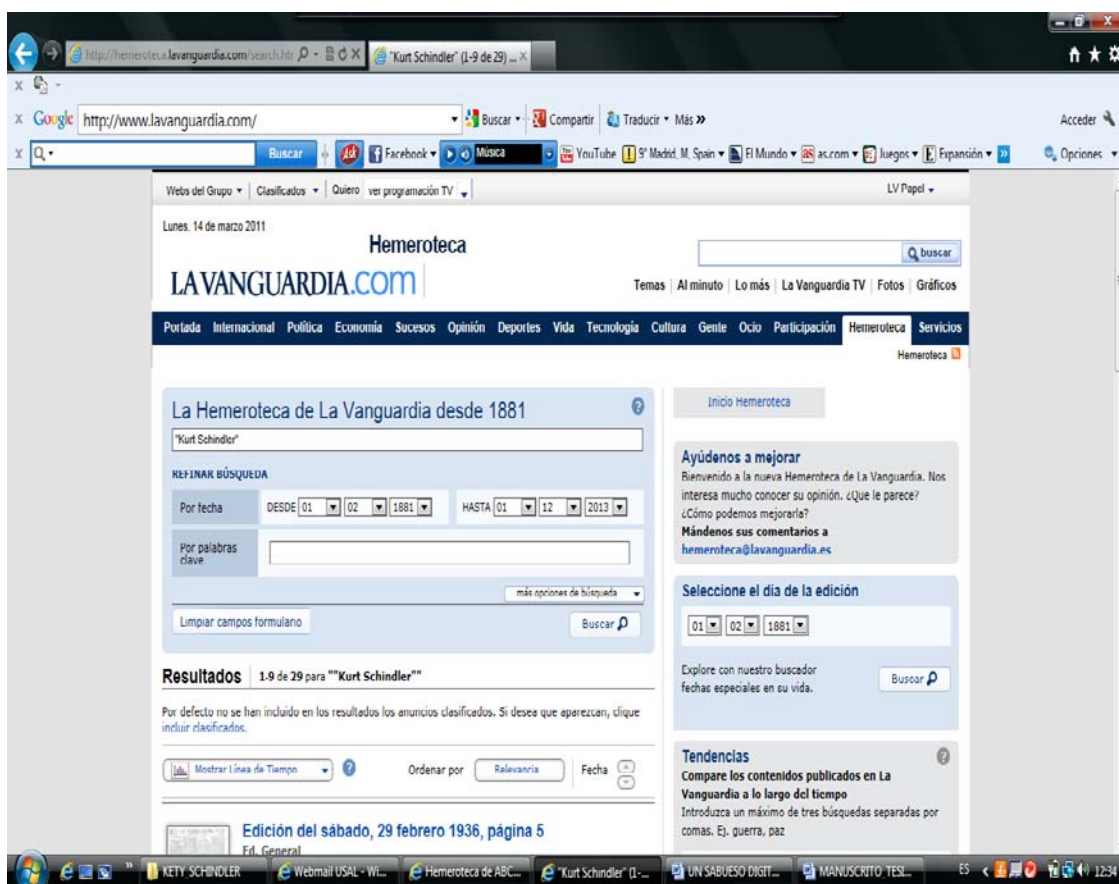 http://hemeroteca.lavanguardia.com/search.htm
"Kurt Schindler" (1-9 de 29) ...
Google http://www.lavanguardia.com/ Buscar Compartir Traducir Más » Acceder
Buscar Ask Facebook Música YouTube 9° Madrid, M, Spain El Mundo as.com Juegos Expansión Opciones
Webs del Grupo Clasificados Quiero ver programación TV LV Papel
Lunes, 14 de marzo 2011
Hemeroteca
LAVANGUARDIA.COM
buscar
Temas Al minuto Lo más La Vanguardia TV Fotos Gráficos
Portada Internacional Política Economía Sucesos Opinión Deportes Vida Tecnología Cultura Gente Ocio Participación Hemeroteca Servicios
Hemeroteca
La Hemeroteca de La Vanguardia desde 1881
"Kurt Schindler"
REFINAR BÚSQUEDA
Por fecha DESDE 01 02 1881 HASTA 01 12 2013
Por palabras clave
más opciones de búsqueda
Limpiar campos formulario Buscar
Resultados 1-9 de 29 para ""Kurt Schindler""
Por defecto no se han incluido en los resultados los anuncios clasificados. Si desea que aparezcan, clique
incluir clasificados.
Mostrar Línea de Tiempo Ordenar por Relevancia Fecha
Edición del sábado, 29 febrero 1936, página 5
Ed. General
Inicio Hemeroteca
Ayúdenos a mejorar
Bienvenido a la nueva Hemeroteca de La Vanguardia. Nos
interesa mucho conocer su opinión. ¿Que le parece?
¿Cómo podemos mejorarla?
Mándenos sus comentarios a
hemeroteca@lavanguardia.es
Seleccione el día de la edición
01 02 1881
Explore con nuestro buscador
fechas especiales en su vida.
Buscar
Tendencias
Compare los contenidos publicados en La
Vanguardia a lo largo del tiempo
Introduzca un máximo de tres búsquedas separadas por
comas. Ej. guerra, paz
KETY SCHINDLER Webmail USAL - Wi... Hemeroteca de ABC... "Kurt Schindler" (1-... UN SABUESO DIGIT... MANUSCRITO_TESI... ES